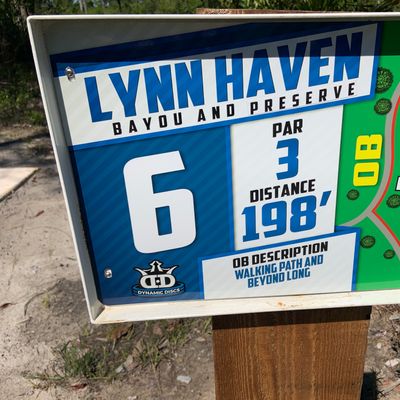 LYNN HAVEN
BAYOU AND PRESERVE
6
PAR
3
DISTANCE
198'
OB DESCRIPTION
WALKING PATH AND
BEYOND LONG
DYNAMIC DISCS
OB